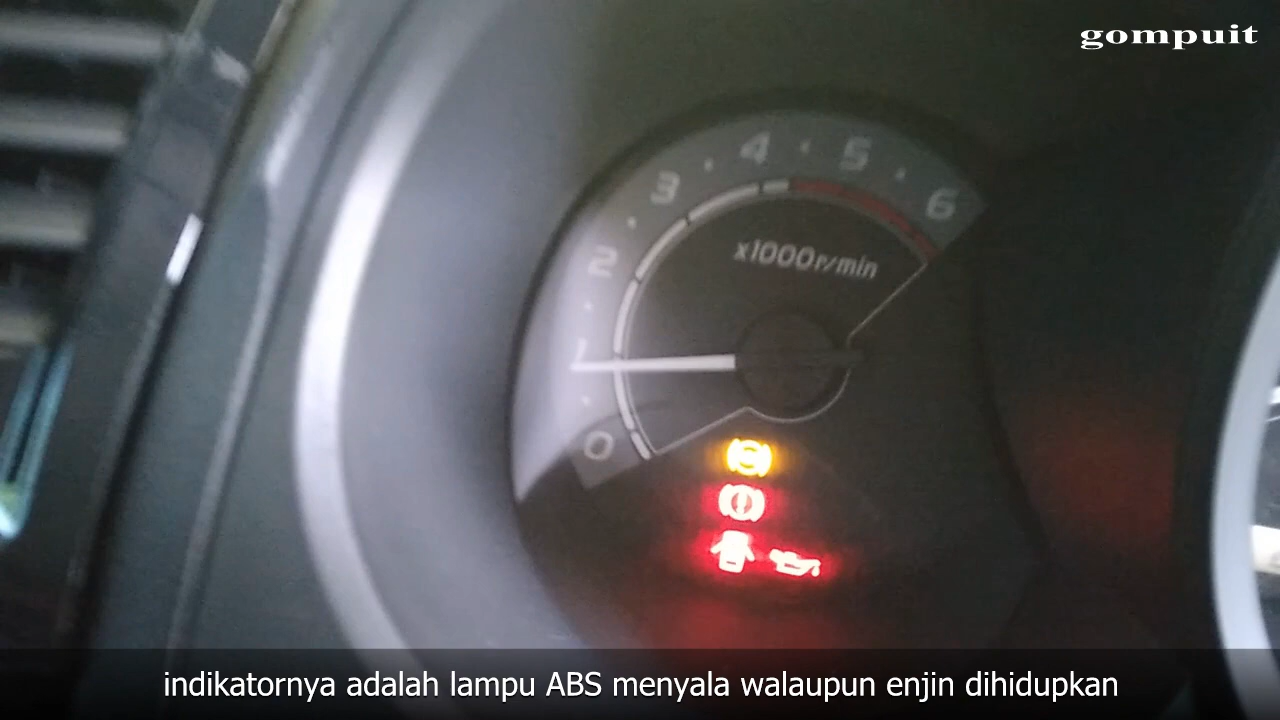 gompuit
4
5
3
6
2
x1000r/min
1
0
indikatornya adalah lampu ABS menyala walaupun enjin dihidupkan